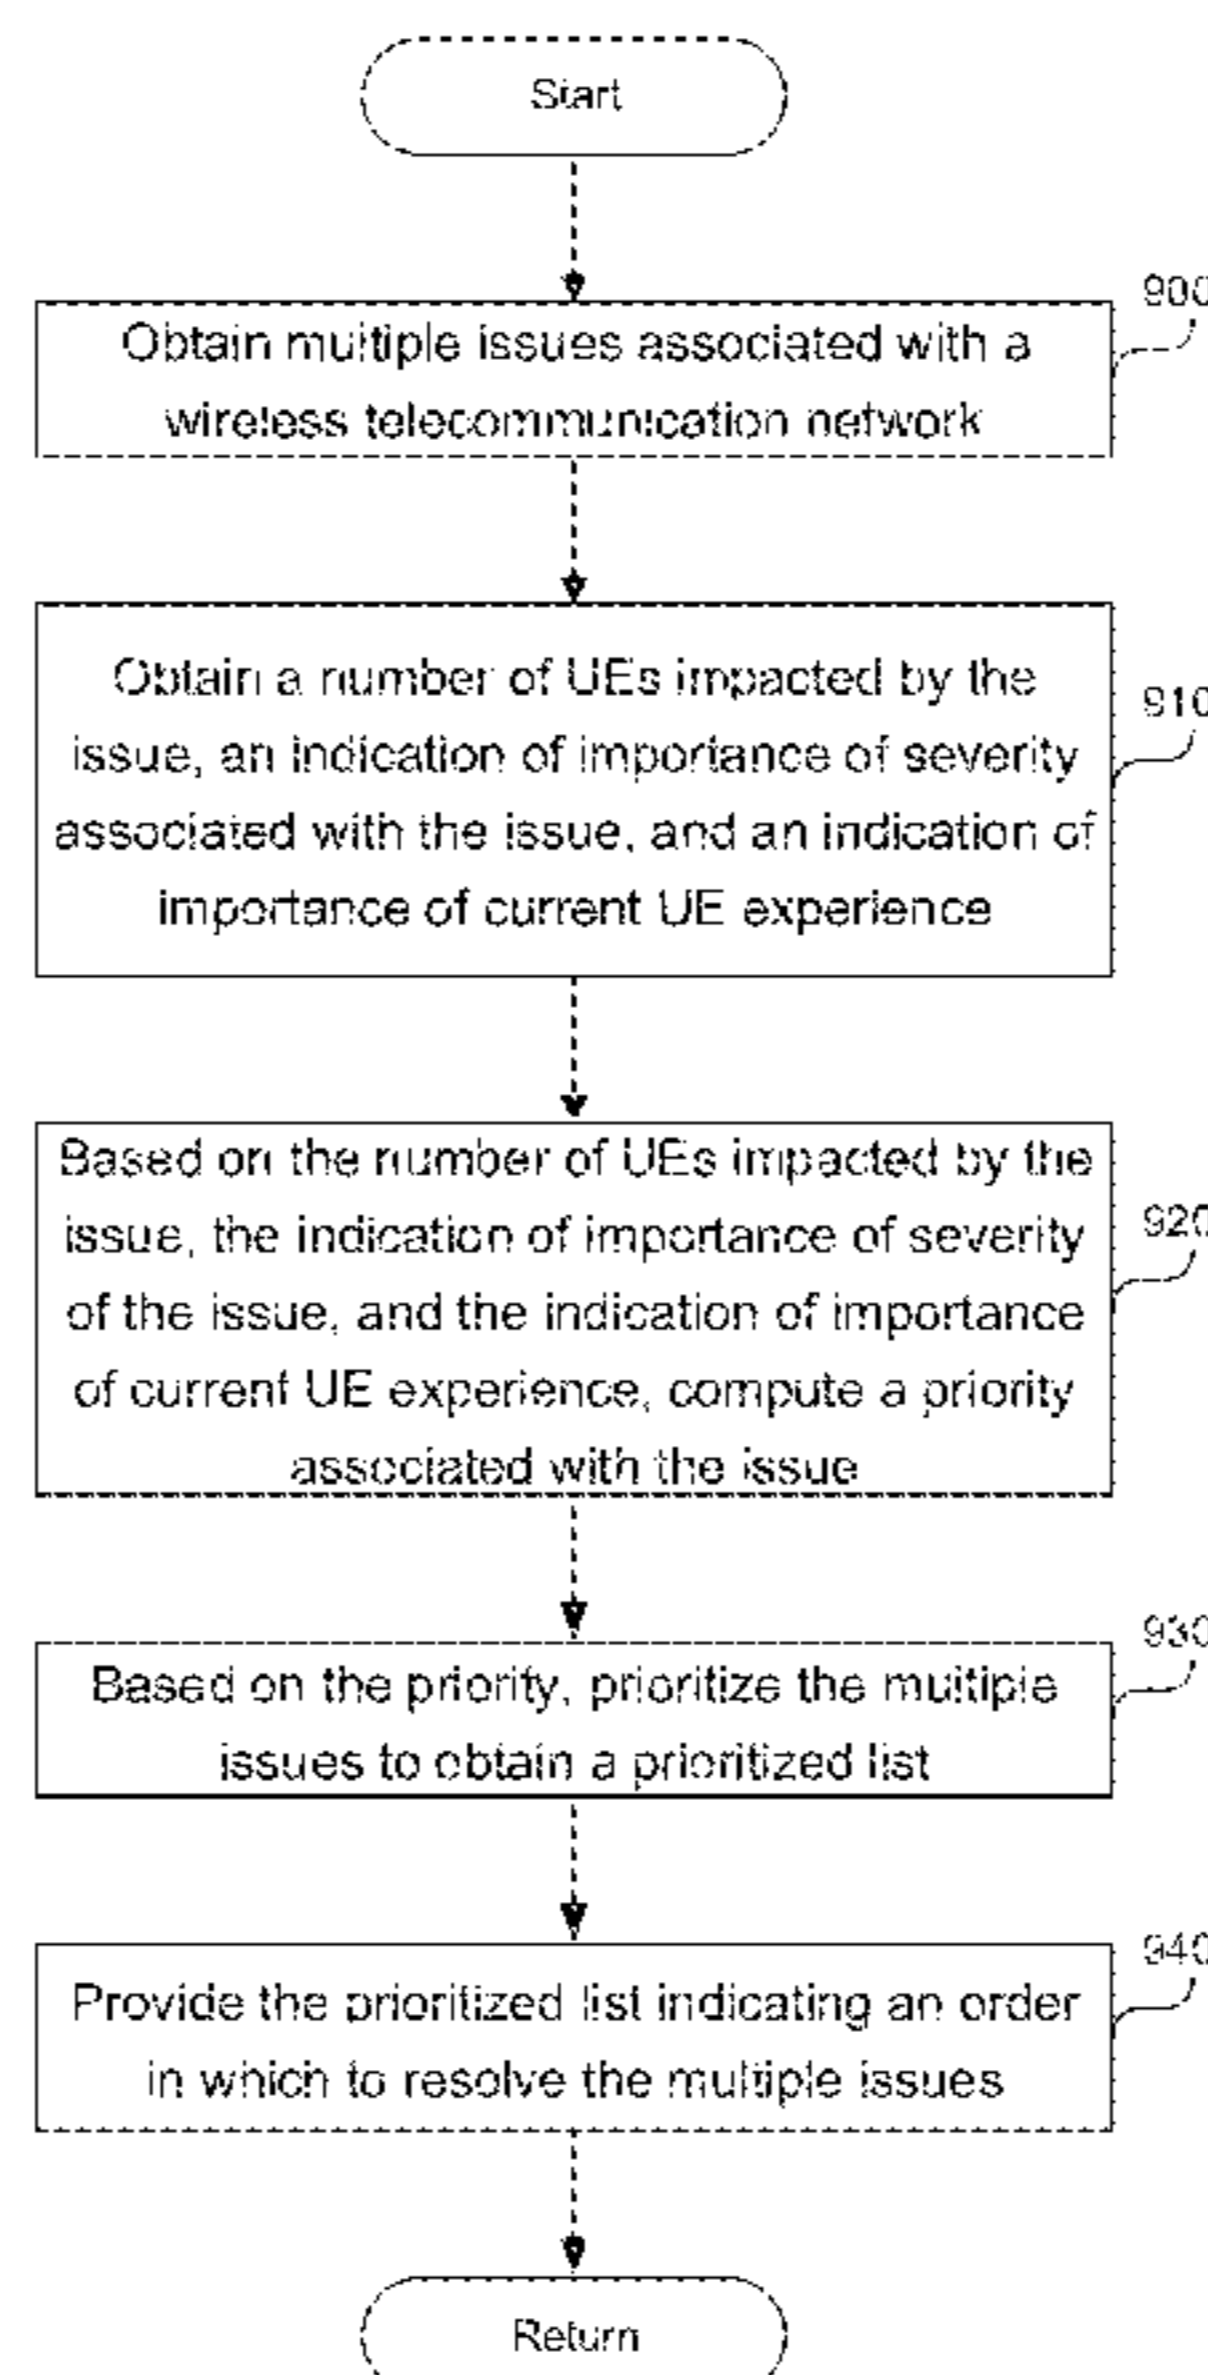 Start
900
Obtain multiple issues associated with a
wireless telecommunication network
910
Obtain a number of UEs impacted by the
issue, an indication of importance of severity
associated with the issue, and an indication of
importance of current UE experience
920
Based on the number of UEs impacted by the
issue, the indication of importance of severity
of the issue, and the indication of importance
of current UE experience, compute a priority
associated with the issue
930
Based on the priority, prioritize the multiple
issues to obtain a prioritized list
940
Provide the prioritized list indicating an order
in which to resolve the multiple issues
Return